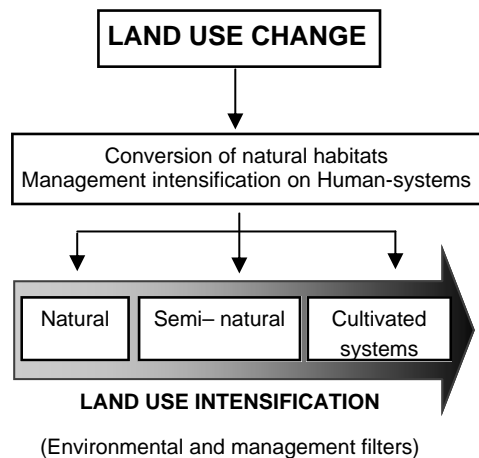 LAND USE CHANGE
Conversion of natural habitats
Management intensification on Human-systems
Natural
Semi– natural
Cultivated
systems
LAND USE INTENSIFICATION
(Environmental and management filters)